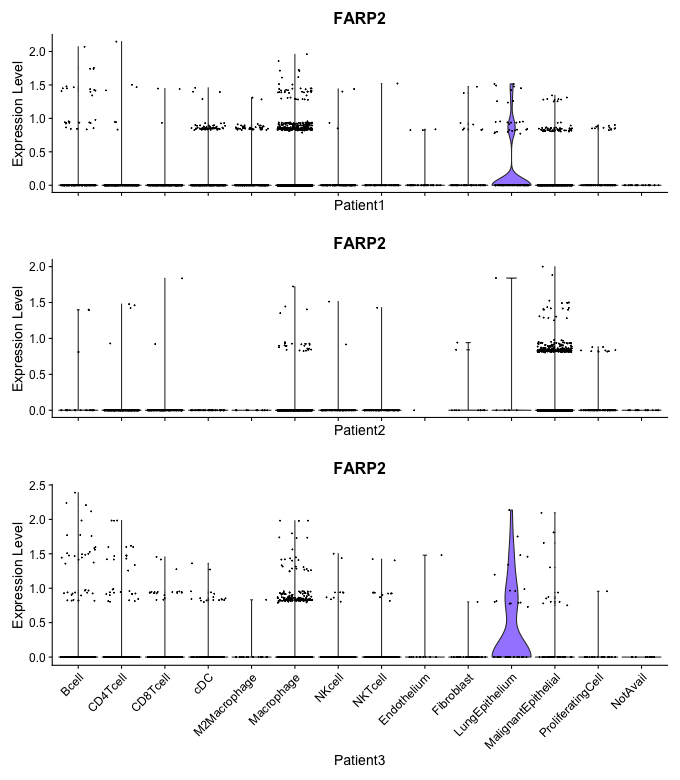 FARP2
Expression Level
2.0
1.5
1.0
0.5
0.0
Patient1
FARP2
Expression Level
2.0
1.5
1.0
0.5
0.0
Patient2
FARP2
Expression Level
2.5
2.0
1.5
1.0
0.5
0.0
Bcell
CD4Tcell
CD8Tcell
cDC
M2Macrophage
Macrophage
NKcell
NKTcell
Endothelium
Fibroblast
LungEpithelium
MalignantEpithelial
ProliferatingCell
NotAvail
Patient3